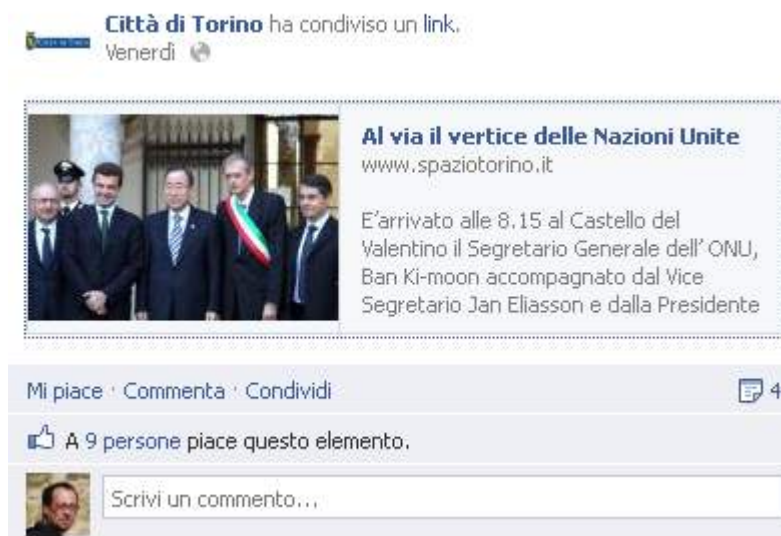 Città di Torino ha condiviso un link.
Venerdì
Al via il vertice delle Nazioni Unite
www.spaziotorino.it
E'arrivato alle 8.15 al Castello del
Valentino il Segretario Generale dell' ONU,
Ban Ki-moon accompagnato dal Vice
Segretario Jan Eliasson e dalla Presidente
Mi piace · Commenta · Condividi 4
A 9 persone piace questo elemento.
Scrivi un commento...